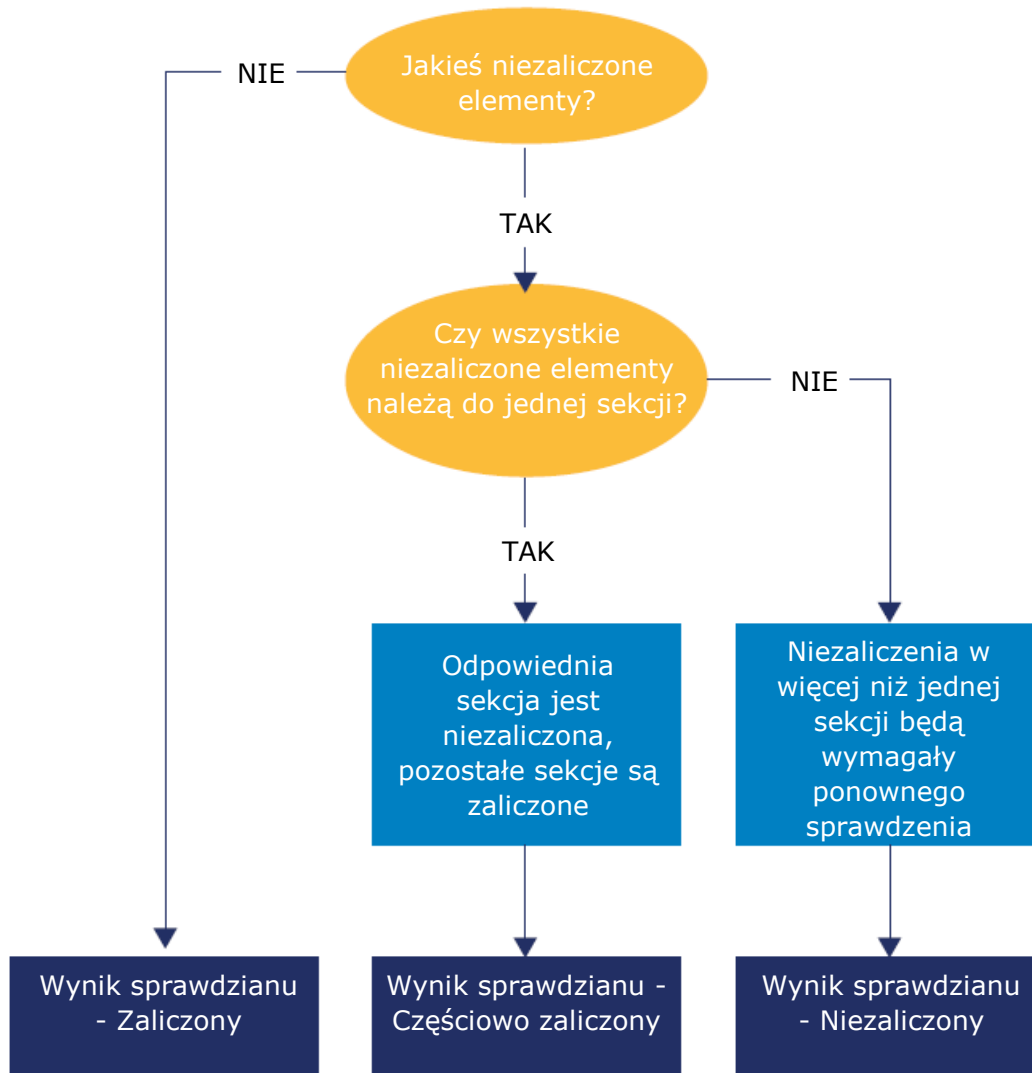 Jakieś niezaliczone
elementy?
NIE
TAK
Czy wszystkie
niezaliczone elementy
należą do jednej sekcji?
NIE
TAK
Odpowiednia
sekcja jest
niezaliczona,
pozostałe sekcje są
zaliczone
Niezaliczenia w
więcej niż jednej
sekcji będą
wymagały
ponownego
sprawdzenia
Wynik sprawdzianu
- Zaliczony
Wynik sprawdzianu -
Częściowo zaliczony
Wynik sprawdzianu
- Niezaliczony